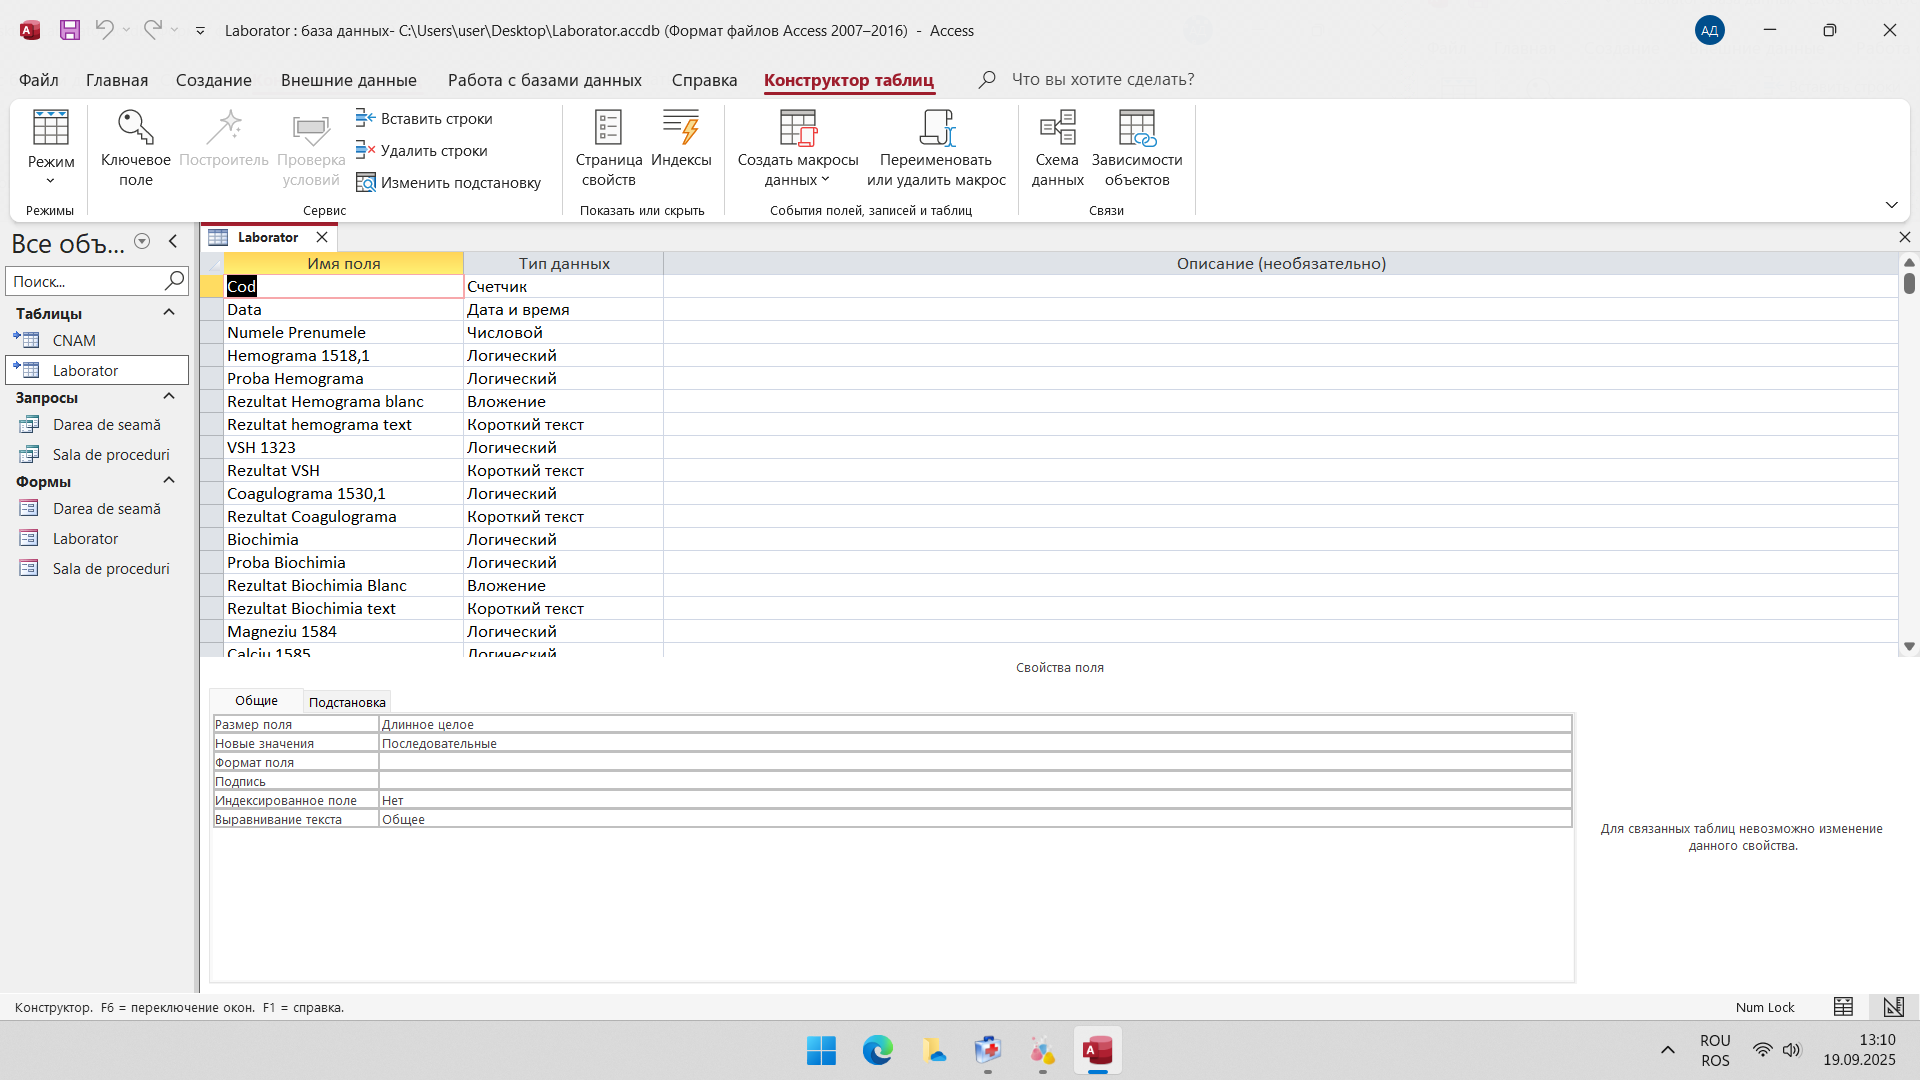 Laborator : база данных- C:\Users\user\Desktop\Laborator.accdb (Формат файлов Access 2007–2016) - Access
АД
Файл
Главная
Создание
Внешние данные
Работа с базами данных
Справка
Конструктор таблиц
Что вы хотите сделать?
Режим
Ключевое поле
Построитель
Проверка условий
Вставить строки
Удалить строки
Изменить подстановку
Страница свойств
Индексы
Создать макросы данных
Переименовать или удалить макрос
Схема данных
Зависимости объектов
Режимы
Сервис
Показать или скрыть
События полей, записей и таблиц
Связи
Все объ...
Поиск...
Таблицы
CNAM
Laborator
Запросы
Darea de seamă
Sala de proceduri
Формы
Darea de seamă
Laborator
Sala de proceduri
Laborator
Имя поля Тип данных Описание (необязательно)
Cod Счетчик
Data Дата и время
Numele Prenumele Числовой
Hemograma 1518,1 Логический
Proba Hemograma Логический
Rezultat Hemograma blanc Вложение
Rezultat hemograma text Короткий текст
VSH 1323 Логический
Rezultat VSH Короткий текст
Coagulograma 1530,1 Логический
Rezultat Coagulograma Короткий текст
Biochimia Логический
Proba Biochimia Логический
Rezultat Biochimia Blanc Вложение
Rezultat Biochimia text Короткий текст
Magneziu 1584 Логический
Calciu 1585 Логический
Свойства поля
Общие
Подстановка
Размер поля Длинное целое
Новые значения Последовательные
Формат поля
Подпись
Индексированное поле Нет
Выравнивание текста Общее
Для связанных таблиц невозможно изменение
данного свойства.
Конструктор. F6 = переключение окон. F1 = справка.
Num Lock
ROU
ROS
13:10
19.09.2025